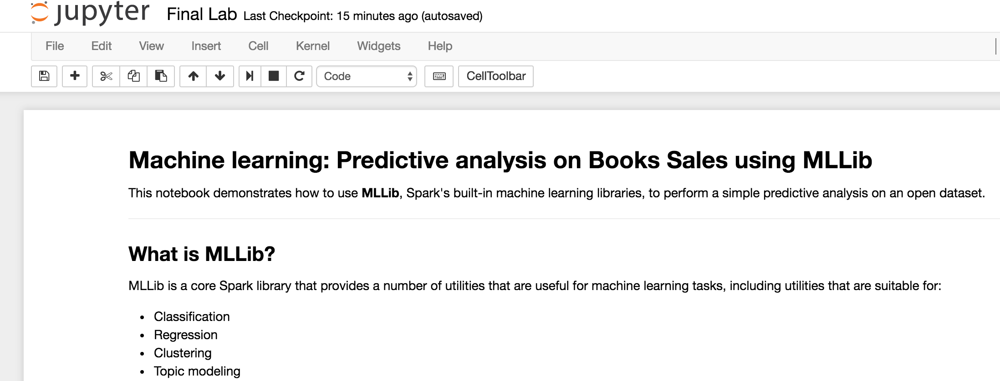 jupyter Final Lab Last Checkpoint: 15 minutes ago (autosaved)
File Edit View Insert Cell Kernel Widgets Help
Code CellToolbar
Machine learning: Predictive analysis on Books Sales using MLLib
This notebook demonstrates how to use MLLib, Spark's built-in machine learning libraries, to perform a simple predictive analysis on an open dataset.
What is MLLib?
MLLib is a core Spark library that provides a number of utilities that are useful for machine learning tasks, including utilities that are suitable for:
• Classification
• Regression
• Clustering
• Topic modeling